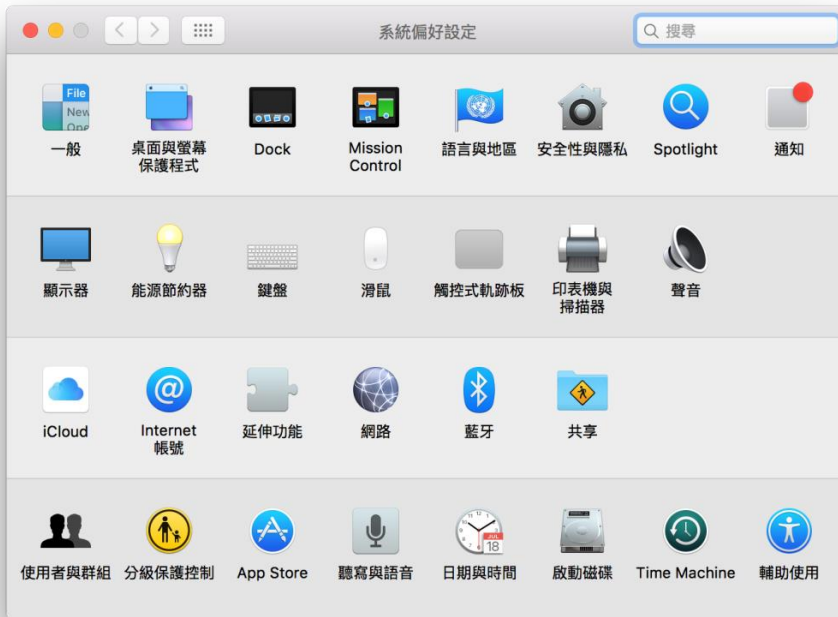 系統偏好設定
搜尋
File
New
Ope
一般
桌面與螢幕
保護程式
Dock
Mission
Control
語言與地區
安全性與隱私
Spotlight
通知
顯示器
能源節約器
鍵盤
滑鼠
觸控式軌跡板
印表機與
掃描器
聲音
iCloud
Internet
帳號
延伸功能
網路
藍牙
共享
使用者與群組
分級保護控制
App Store
聽寫與語音
JUL
18
日期與時間
啟動磁碟
Time Machine
輔助使用